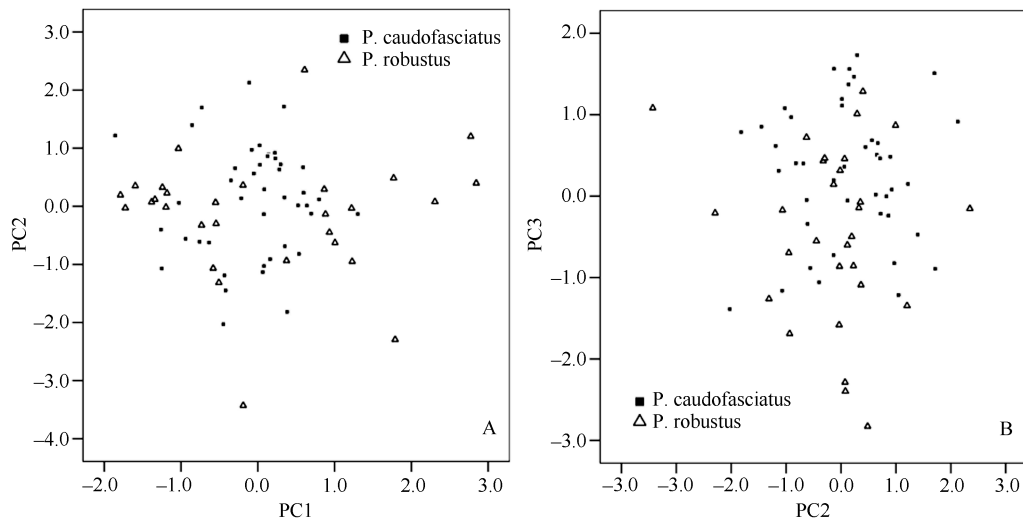 3.0
2.0
1.0
0.0
–1.0
–2.0
–3.0
–4.0
PC2
P. caudofasciatus
P. robustus
A
–2.0 –1.0 0.0 1.0 2.0 3.0
PC1
2.0
1.0
0.0
–1.0
–2.0
–3.0
PC3
P. caudofasciatus
P. robustus
B
–3.0 –2.0 –1.0 0.0 1.0 2.0 3.0
PC2